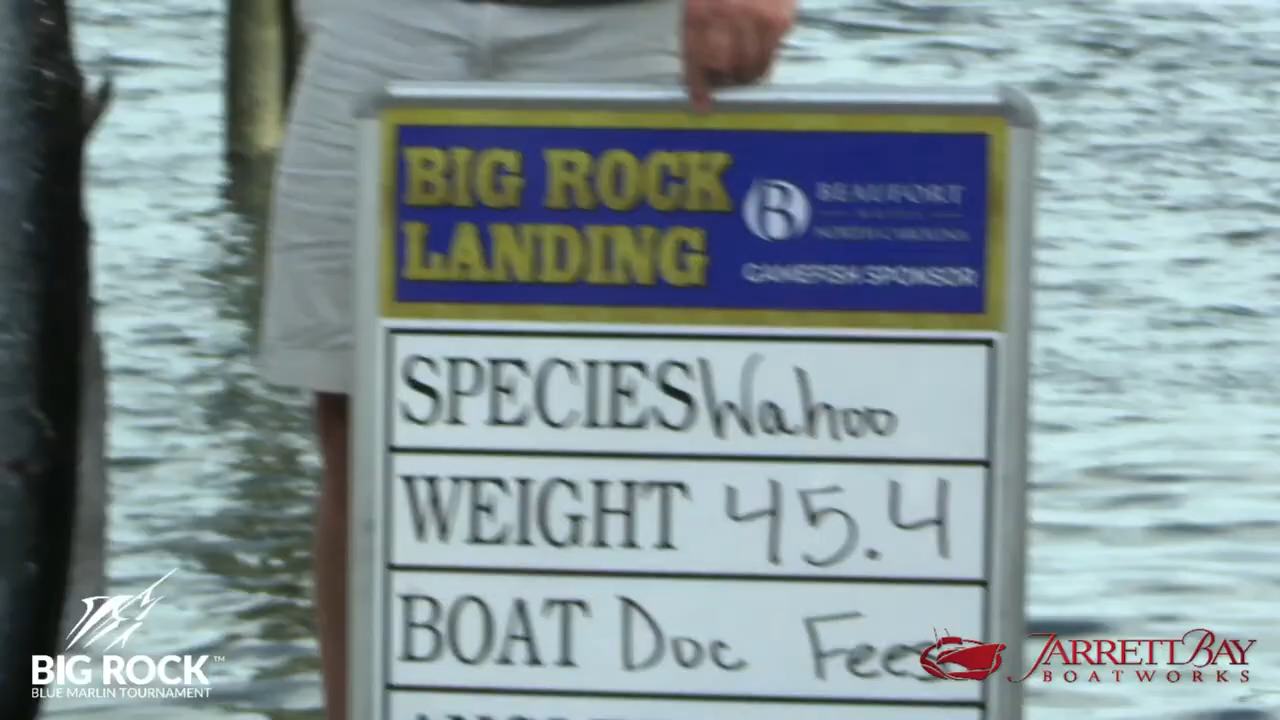 BIG ROCK
LANDING
B
BEAUFORT
NORTH CAROLINA
GAMEFISH SPONSOR
SPECIES Wahoo
WEIGHT 45.4
BOAT Doc Fees
BIG ROCK™
BLUE MARLIN TOURNAMENT
JARRETT BAY
BOATWORKS